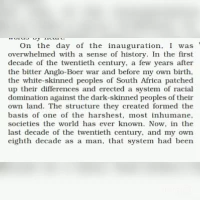 On the day of the inauguration, I was
overwhelmed with a sense of history. In the first
decade of the twentieth century, a few years after
the bitter Anglo-Boer war and before my own birth,
the white-skinned peoples of South Africa patched
up their differences and erected a system of racial
domination against the dark-skinned peoples of their
own land. The structure they created formed the
basis of one of the harshest, most inhumane,
societies the world has ever known. Now, in the
last decade of the twentieth century, and my own
eighth decade as a man, that system had been